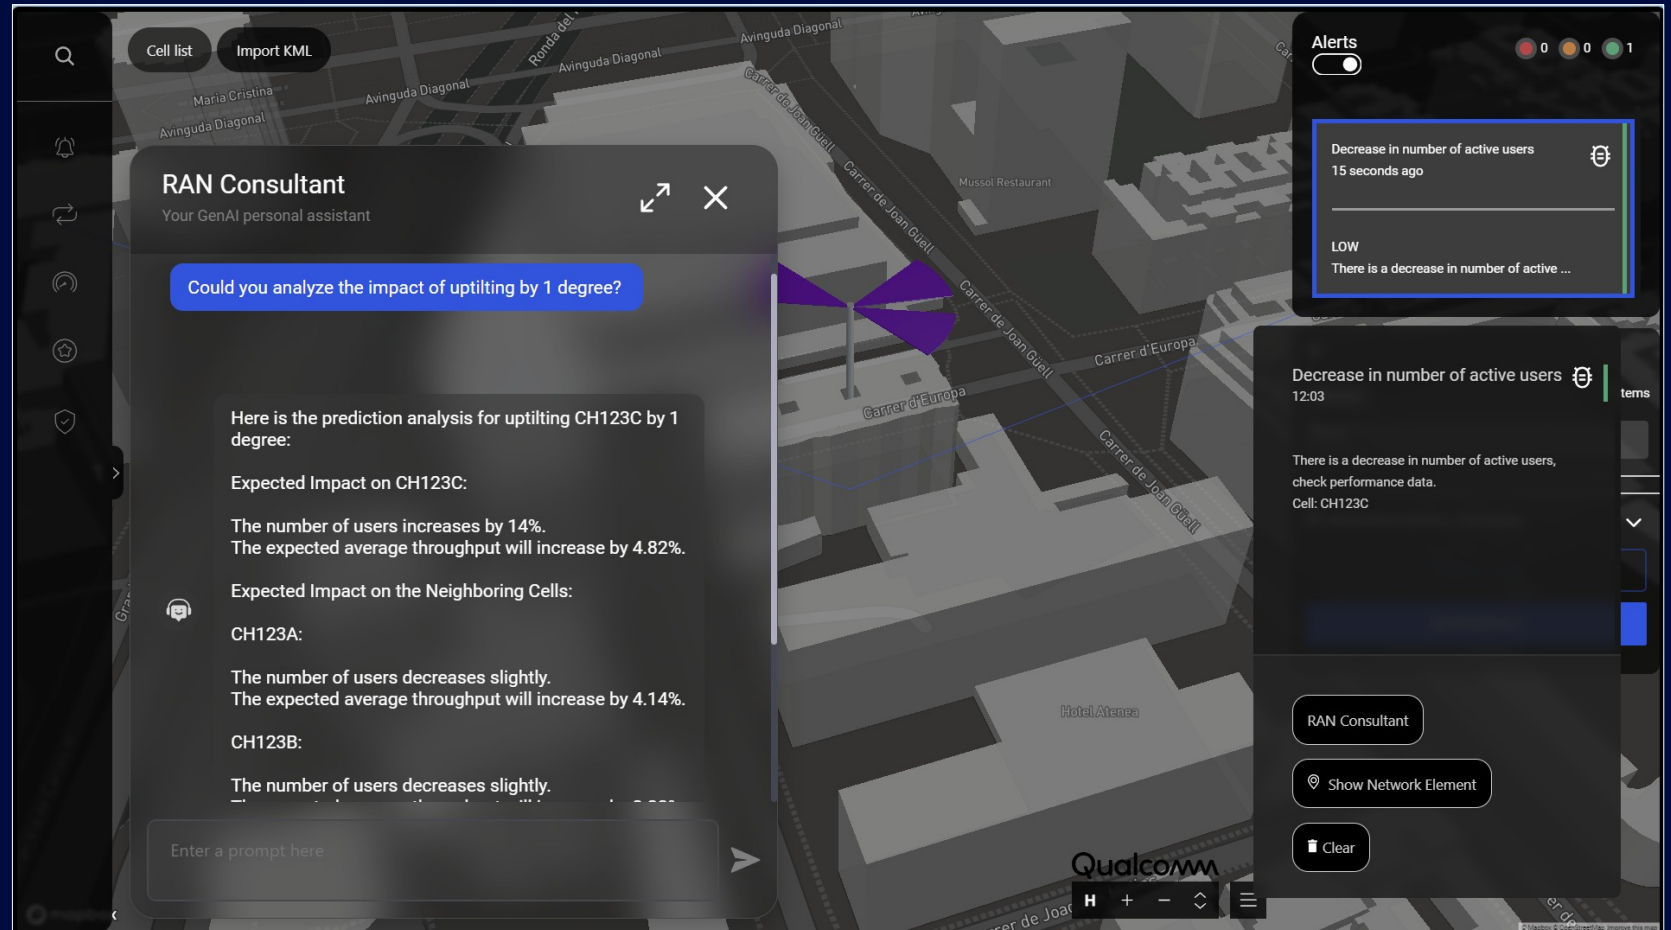 Cell list
Import KML
Maria Cristina
Avinguda Diagonal
Avinguda Diagonal
Avinguda Diagonal
Avinguda Diagonal
Ronda del
Carrer de Joan Güell
Carrer de Joan Güell
Mussol Restaurant
Carrer de Joan Güell
Carrer d'Europa
Carrer d'Europa
Carrer de Joan Güell
Hotel Atenea
RAN Consultant
Your GenAI personal assistant
Could you analyze the impact of uptilting by 1 degree?
Here is the prediction analysis for uptilting CH123C by 1
degree:
Expected Impact on CH123C:
The number of users increases by 14%.
The expected average throughput will increase by 4.82%.
Expected Impact on the Neighboring Cells:
CH123A:
The number of users decreases slightly.
The expected average throughput will increase by 4.14%.
CH123B:
The number of users decreases slightly.
Enter a prompt here
Alerts
0 0 1
Decrease in number of active users
15 seconds ago
LOW
There is a decrease in number of active ...
Decrease in number of active users
12:03
tems
There is a decrease in number of active users,
check performance data.
Cell: CH123C
RAN Consultant
Show Network Element
Clear
Qualcomm
H + −
mapbox